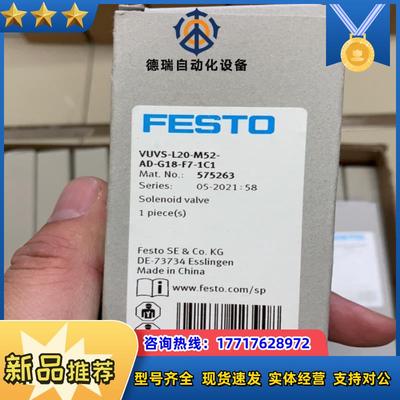 德瑞自动化设备
FESTO
VUVS-L20-M52-
AD-G18-F7-1C1
Mat. No.: 575263
Series: 05-2021 : 58
Solenoid valve
1 piece(s)
Festo SE & Co. KG
DE-73734 Esslingen
Made in China
www.festo.com/sp
咨询热线：17717628972
新品推荐
型号齐全 现货速发 实体经营 支持对公